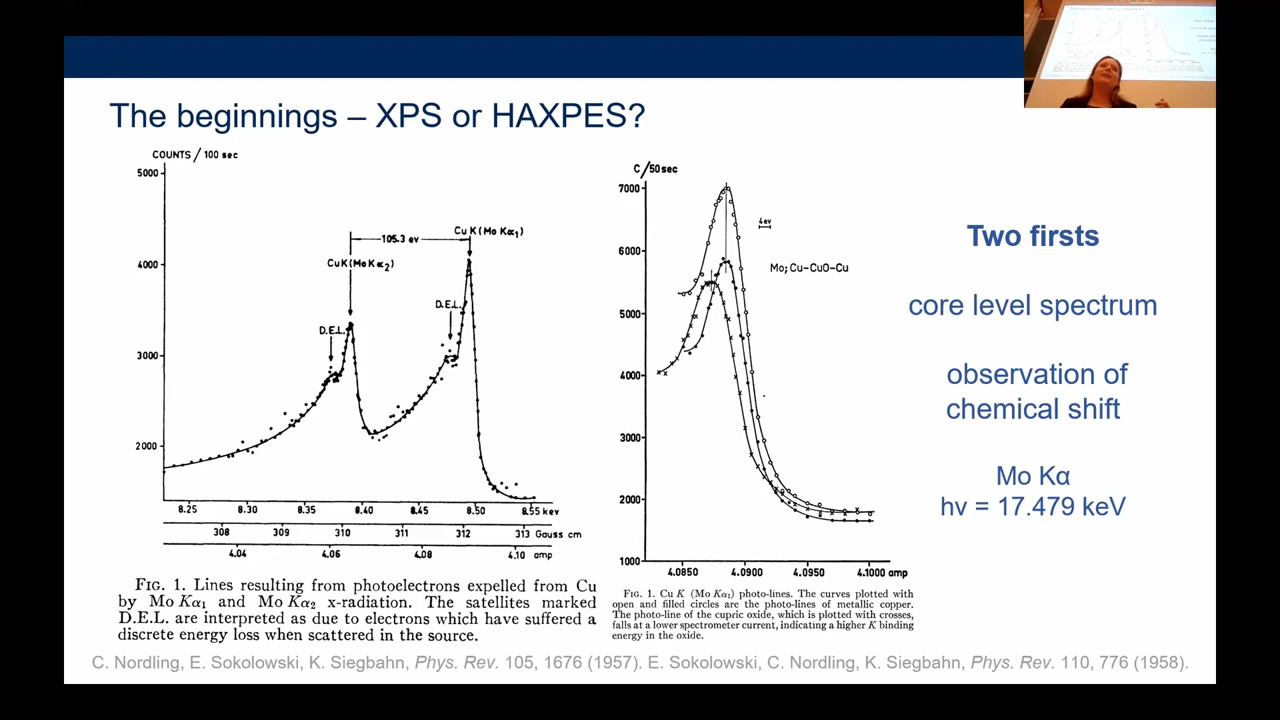 The beginnings – XPS or HAXPES?
COUNTS / 100 sec
5000
4000
3000
2000
105.3 ev
Cu K (Mo Kα₁)
Cu K (Mo Kα₂)
D.E.L.
D.E.L.
8.25 8.30 8.35 8.40 8.45 8.50 8.55 kev
308 309 310 311 312 313 Gauss cm
4.04 4.06 4.08 4.10 amp
FIG. 1. Lines resulting from photoelectrons expelled from Cu
by Mo Kα₁ and Mo Kα₂ x-radiation. The satellites marked
D.E.L. are interpreted as due to electrons which have suffered a
discrete energy loss when scattered in the source.
C/50sec
7000
6000
5000
4000
3000
2000
1000
4ev
Mo; Cu–CuO–Cu
4.0850 4.0900 4.0950 4.1000 amp
FIG. 1. Cu K (Mo Kα₁) photo-lines. The curves plotted with
open and filled circles are the photo-lines of metallic copper.
The photo-line of the cupric oxide, which is plotted with crosses,
falls at a lower spectrometer current, indicating a higher K binding
energy in the oxide.
Two firsts
core level spectrum
observation of
chemical shift
Mo Kα
hν = 17.479 keV
C. Nordling, E. Sokolowski, K. Siegbahn, Phys. Rev. 105, 1676 (1957). E. Sokolowski, C. Nordling, K. Siegbahn, Phys. Rev. 110, 776 (1958).